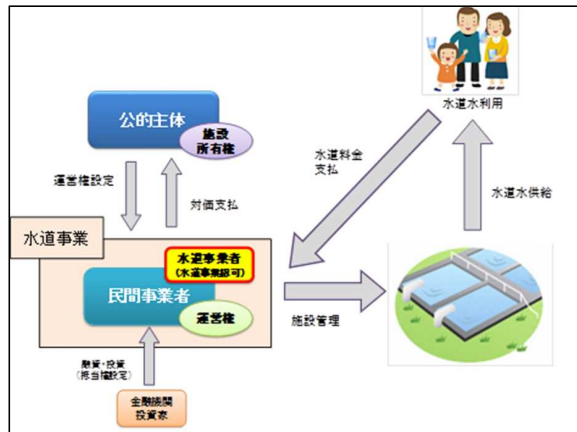 水道水利用
公的主体
施設
所有権
水道料金
支払
運営権設定
対価支払
水道水供給
水道事業
水道事業者
(水道事業認可)
民間事業者
運営権
施設管理
融資・投資
(抵当権設定)
金融機関
投資家